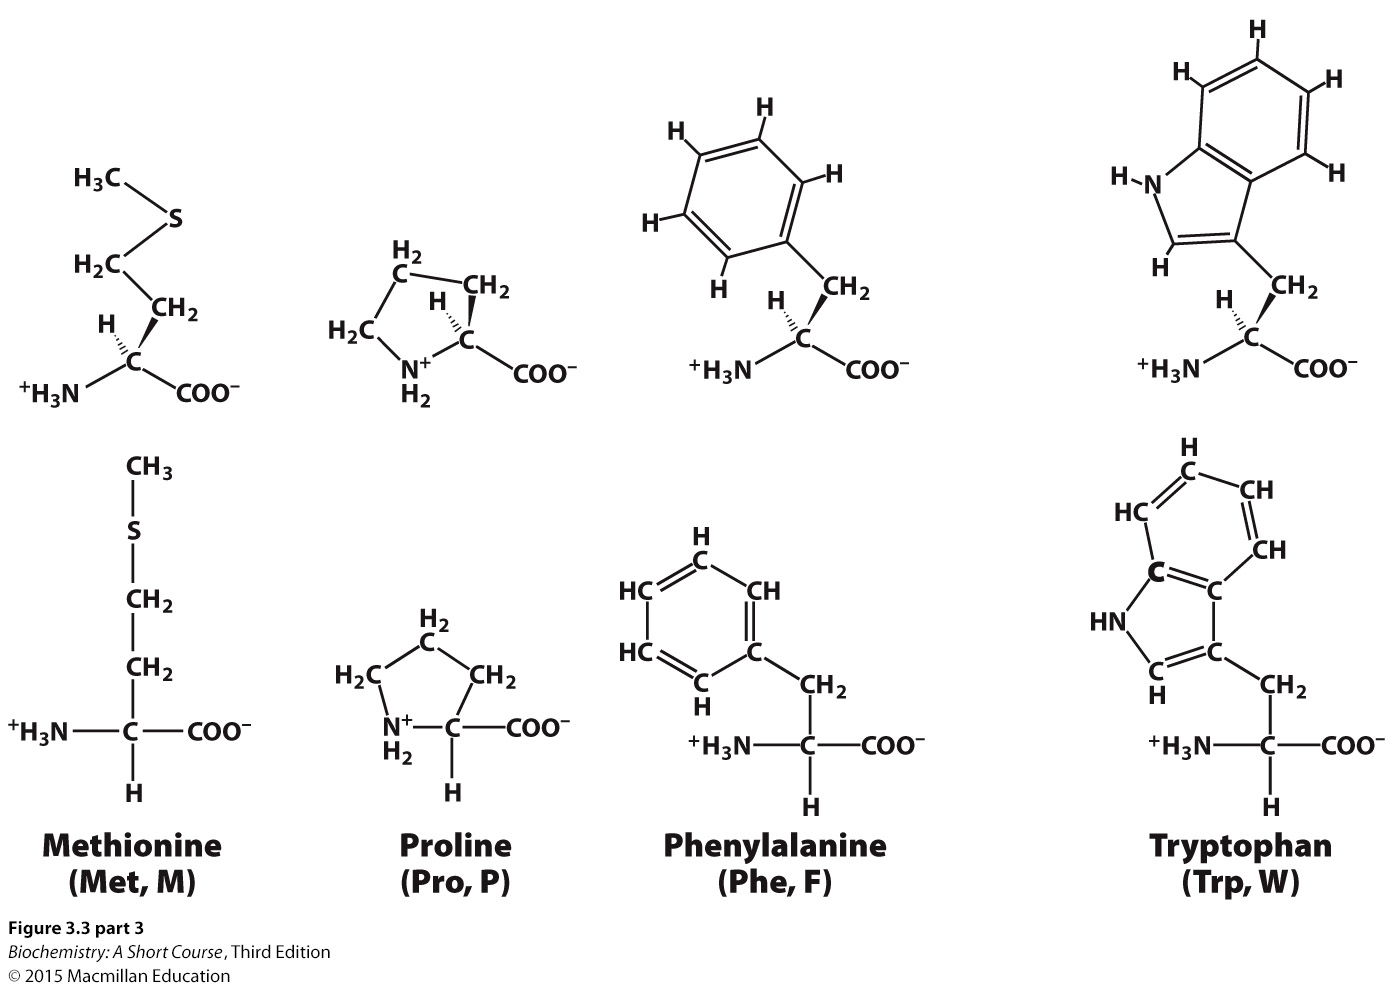 H₃C
S
H₂C
CH₂
H
C
⁺H₃N
COO⁻
H₂
C
CH₂
H
H₂C
C
N⁺
H₂
COO⁻
H
H
H
H
H
CH₂
H
C
⁺H₃N
COO⁻
H
H
H
H
H
N
H
CH₂
H
C
⁺H₃N
COO⁻
CH₃
S
CH₂
CH₂
⁺H₃N
C
COO⁻
H
H₂
C
H₂C
CH₂
N⁺
C
COO⁻
H₂
H
H
C
HC
CH
HC
C
C
H
CH₂
⁺H₃N
C
COO⁻
H
H
C
CH
HC
CH
C
C
HN
C
C
H
CH₂
⁺H₃N
C
COO⁻
H
Methionine
(Met, M)
Proline
(Pro, P)
Phenylalanine
(Phe, F)
Tryptophan
(Trp, W)
Figure 3.3 part 3
Biochemistry: A Short Course, Third Edition
© 2015 Macmillan Education